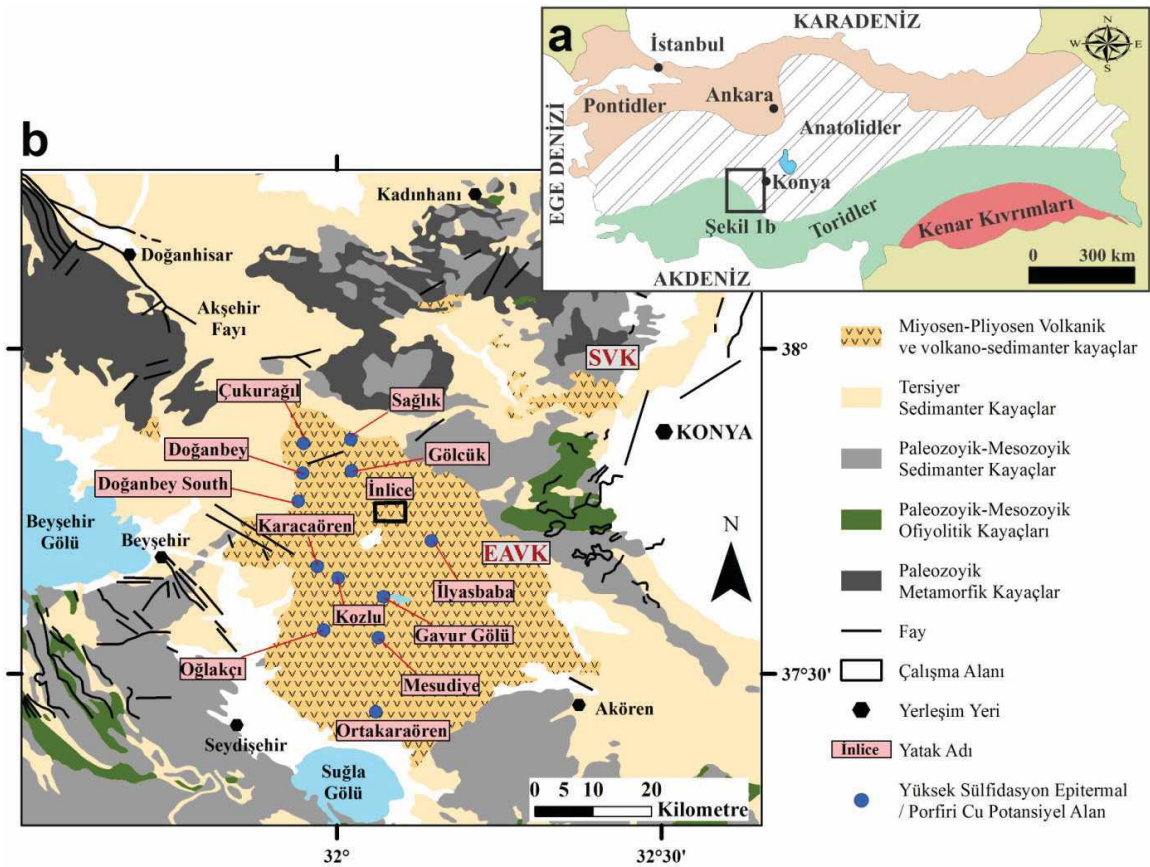 a
KARADENİZ
N
W
E
S
İstanbul
Pontidler
Ankara
Anatolidler
EGE DENİZİ
Konya
Şekil 1b
Toridler
Kenar Kıvrımları
AKDENİZ
0 300 km
b
Kadınhanı
Doğanhisar
Akşehir
Fayı
SVK
38°
Çukurağıl
Sağlık
KONYA
Doğanbey
Gölcük
Doğanbey South
İnlice
Beyşehir
Gölü
Beyşehir
Karacaören
EAVK
N
İlyasbaba
Kozlu
Gavur Gölü
Oğlakçı
Mesudiye
37°30'
Akören
Ortakaraören
Seydişehir
Suğla
Gölü
0 5 10 20
Kilometre
32°
32°30'
Miyosen-Pliyosen Volkanik
ve volkano-sedimanter kayaçlar
Tersiyer
Sedimanter Kayaçlar
Paleozoyik-Mesozoyik
Sedimanter Kayaçlar
Paleozoyik-Mesozoyik
Ofiyolitik Kayaçları
Paleozoyik
Metamorfik Kayaçlar
Fay
Çalışma Alanı
Yerleşim Yeri
İnlice Yatak Adı
Yüksek Sülfidasyon Epitermal
/ Porfiri Cu Potansiyel Alan